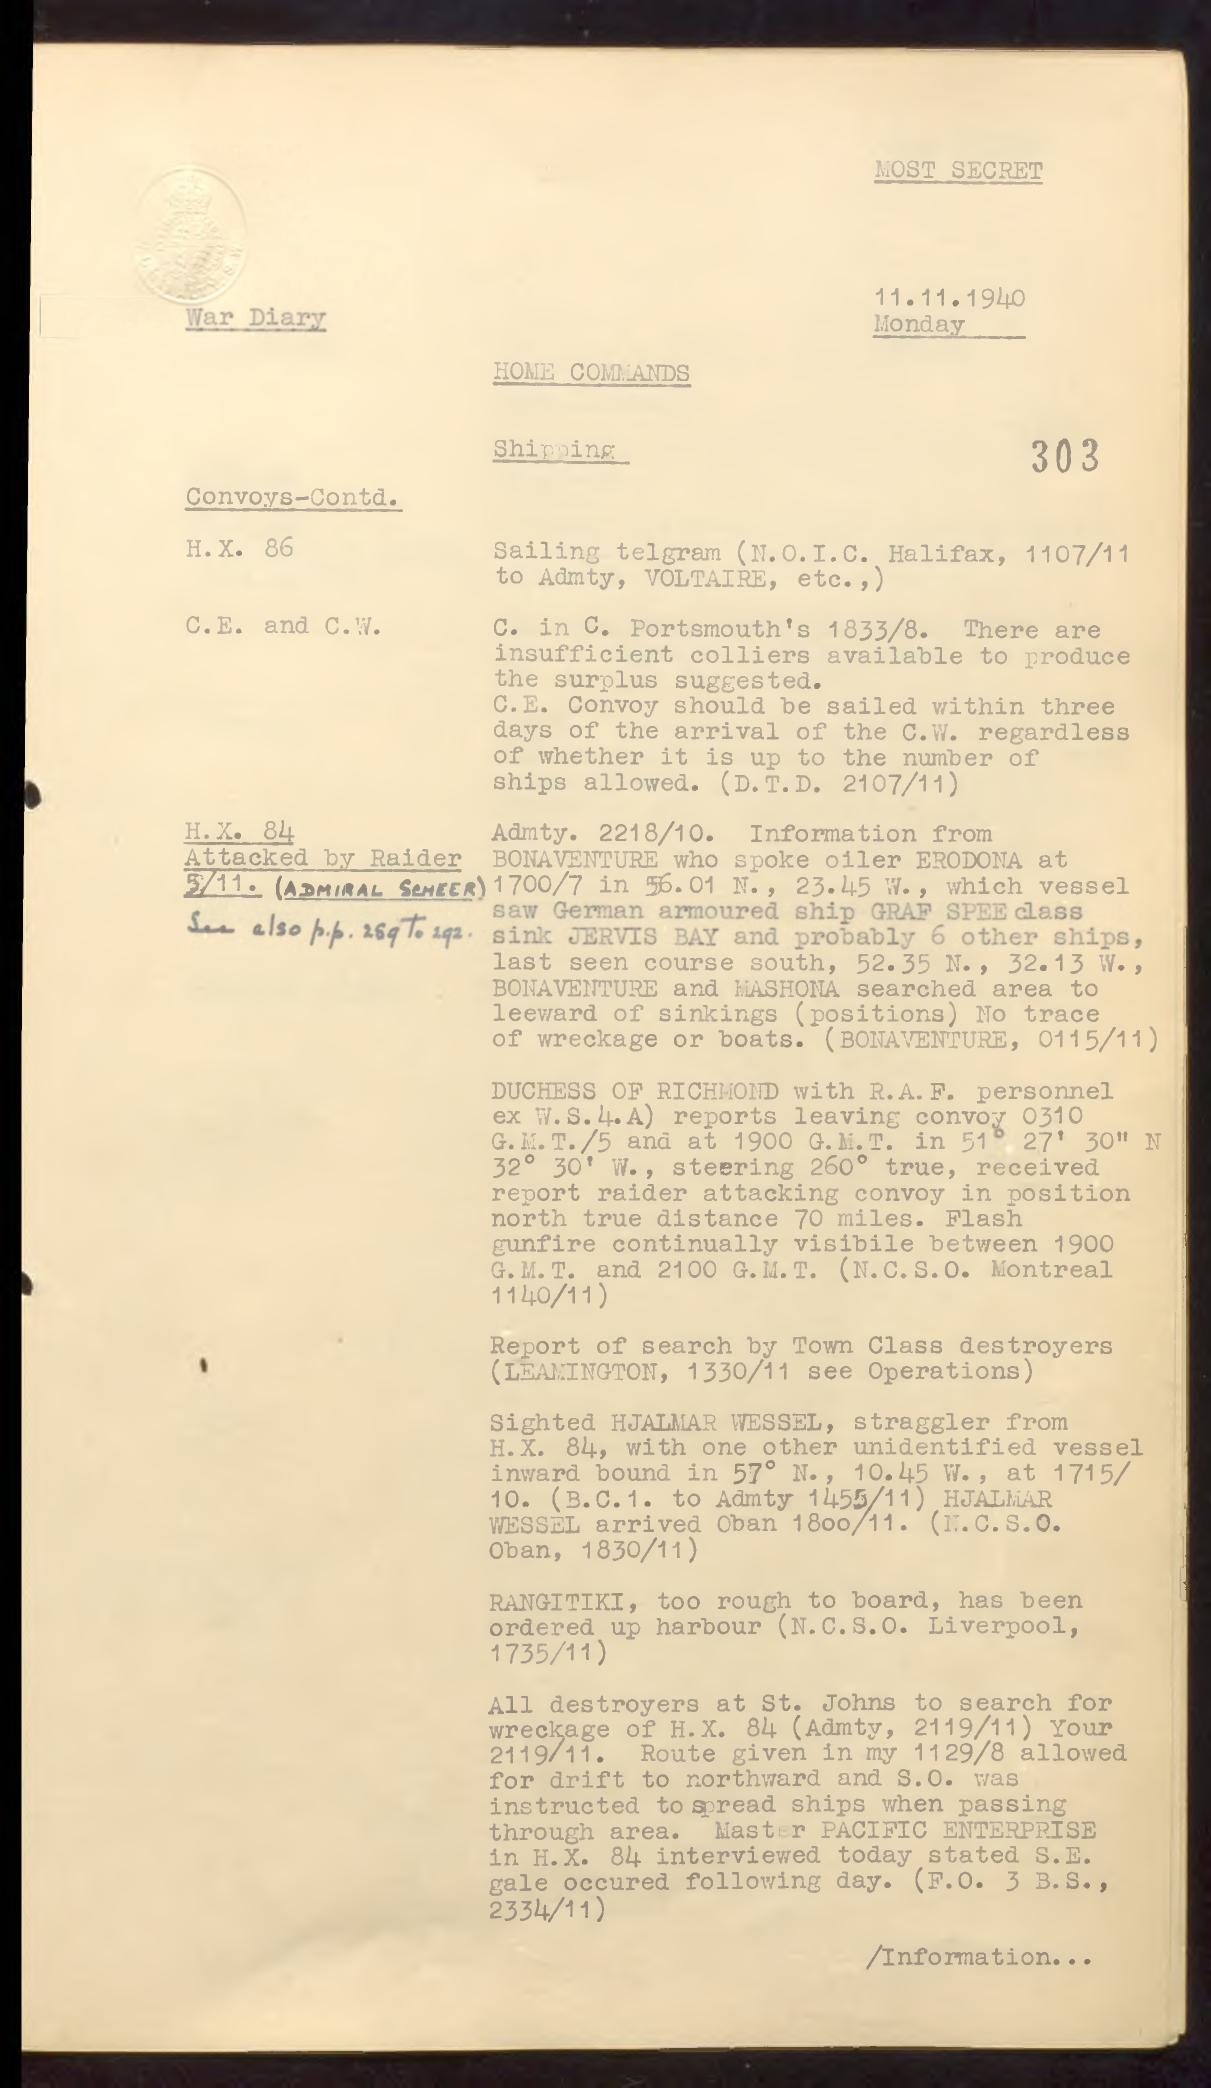 MOST SECRET
11.11.1940
War Diary
Monday
HOME COMMANDS
Shipping
303
Convoys-Contd.
H.X. 86
Sailing telgram (N.O.I.C. Halifax, 1107/11
to Admty, VOLTAIRE, etc.,)
C.E. and C.W.
C. in C. Portsmouth's 1833/8. There are
insufficient colliers available to produce
the surplus suggested.
C.E. Convoy should be sailed within three
days of the arrival of the C.W. regardless
of whether it is up to the number of
ships allowed. (D.T.D. 2107/11)
H.X. 84
Attacked by Raider
5/11. (ADMIRAL SCHEER)
See also p.p. 289 to 292.
Admty. 2218/10. Information from
BONAVENTURE who spoke oiler ERODONA at
1700/7 in 56.01 N., 23.45 W., which vessel
saw German armoured ship GRAF SPEE class
sink JERVIS BAY and probably 6 other ships,
last seen course south, 52.35 N., 32.13 W.,
BONAVENTURE and MASHONA searched area to
leeward of sinkings (positions) No trace
of wreckage or boats. (BONAVENTURE, 0115/11)
DUCHESS OF RICHMOND with R.A.F. personnel
ex W.S.4.A) reports leaving convoy 0310
G.M.T./5 and at 1900 G.M.T. in 51° 27' 30" N
32° 30' W., steering 260° true, received
report raider attacking convoy in position
north true distance 70 miles. Flash
gunfire continually visibile between 1900
G.M.T. and 2100 G.M.T. (N.C.S.O. Montreal
1140/11)
Report of search by Town Class destroyers
(LEAMINGTON, 1330/11 see Operations)
Sighted HJALMAR WESSEL, straggler from
H.X. 84, with one other unidentified vessel
inward bound in 57° N., 10.45 W., at 1715/
10. (B.C.1. to Admty 1455/11) HJALMAR
WESSEL arrived Oban 18oo/11. (N.C.S.O.
Oban, 1830/11)
RANGITIKI, too rough to board, has been
ordered up harbour (N.C.S.O. Liverpool,
1735/11)
All destroyers at St. Johns to search for
wreckage of H.X. 84 (Admty, 2119/11) Your
2119/11. Route given in my 1129/8 allowed
for drift to northward and S.O. was
instructed to spread ships when passing
through area. Master PACIFIC ENTERPRISE
in H.X. 84 interviewed today stated S.E.
gale occured following day. (F.O. 3 B.S.,
2334/11)
/Information...